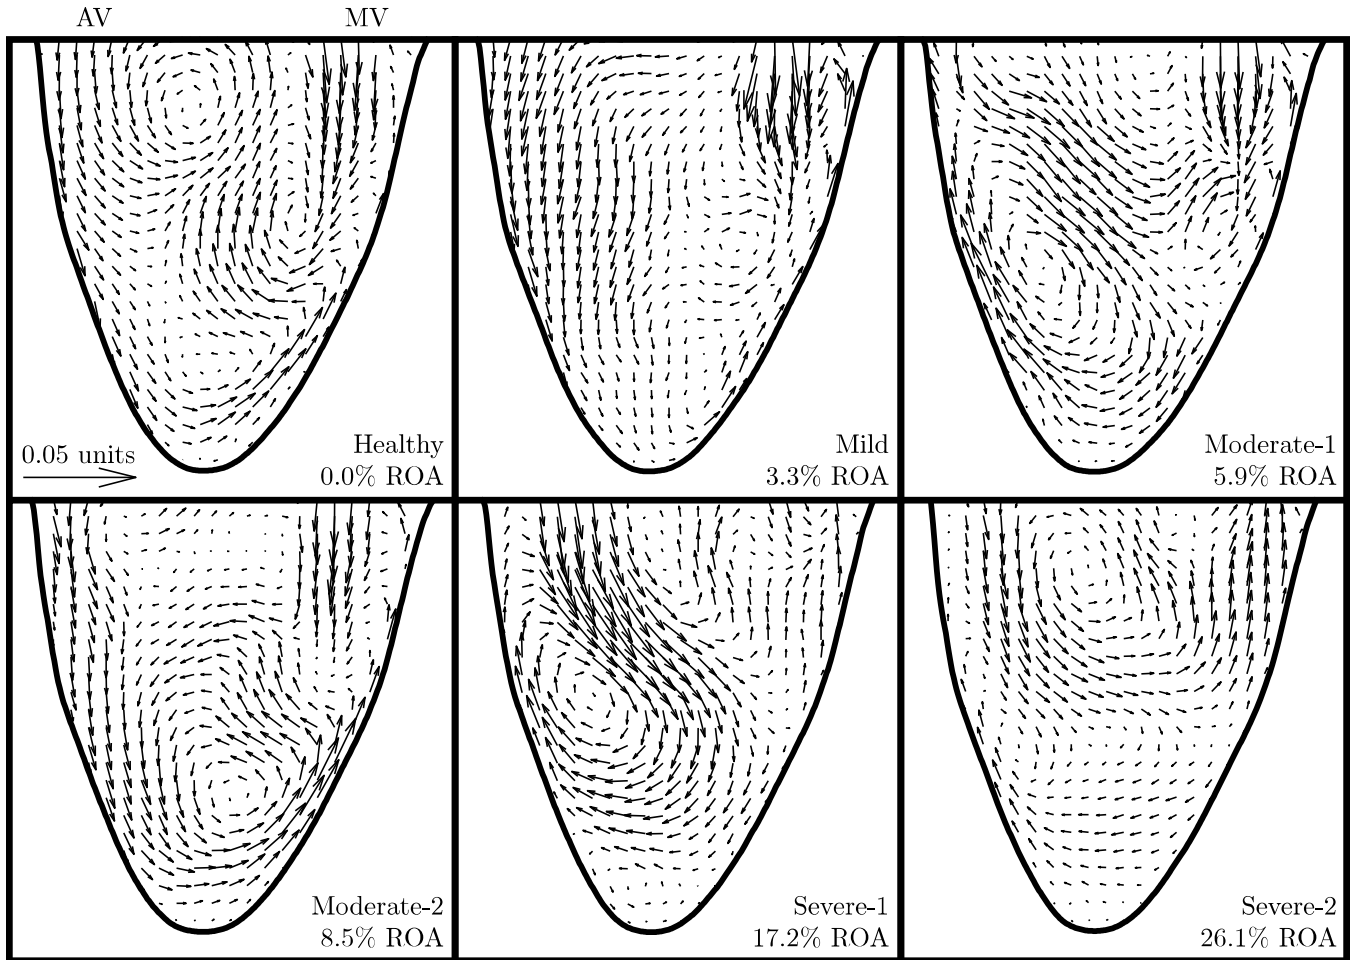 AV MV
0.05 units
Healthy
0.0% ROA
Mild
3.3% ROA
Moderate-1
5.9% ROA
Moderate-2
8.5% ROA
Severe-1
17.2% ROA
Severe-2
26.1% ROA